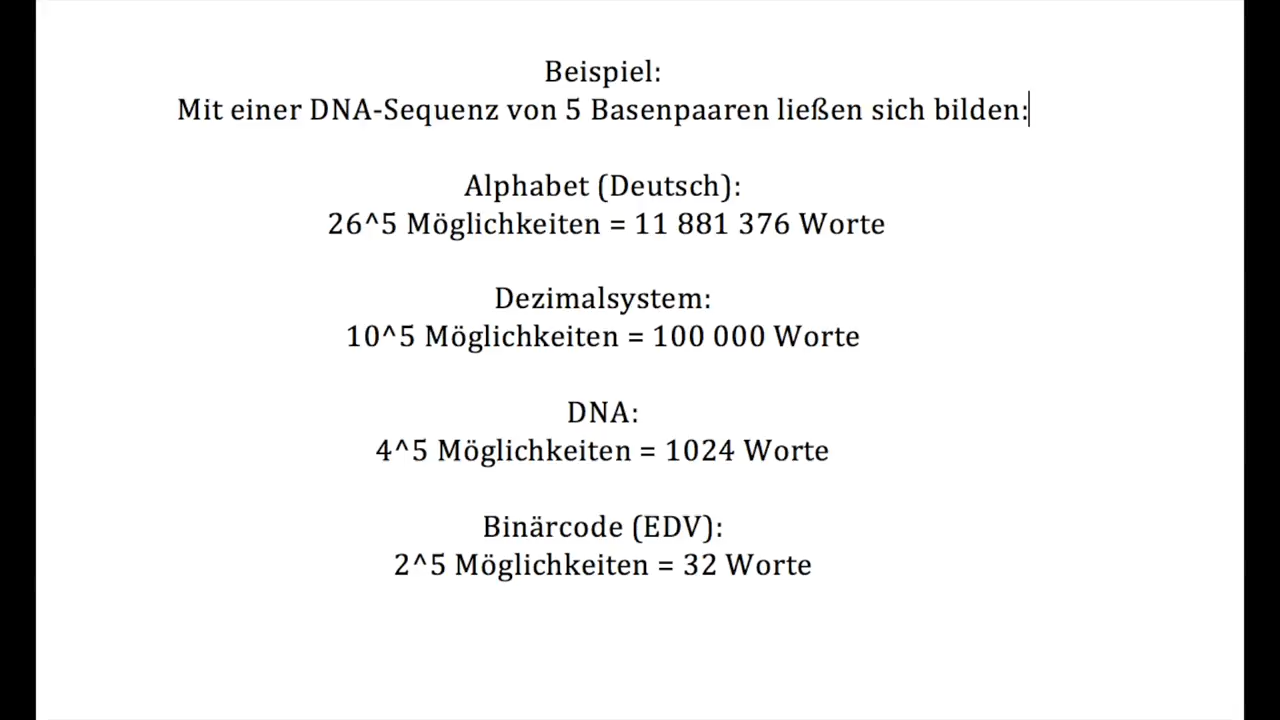 Beispiel:
Mit einer DNA-Sequenz von 5 Basenpaaren ließen sich bilden:
Alphabet (Deutsch):
26^5 Möglichkeiten = 11 881 376 Worte
Dezimalsystem:
10^5 Möglichkeiten = 100 000 Worte
DNA:
4^5 Möglichkeiten = 1024 Worte
Binärcode (EDV):
2^5 Möglichkeiten = 32 Worte